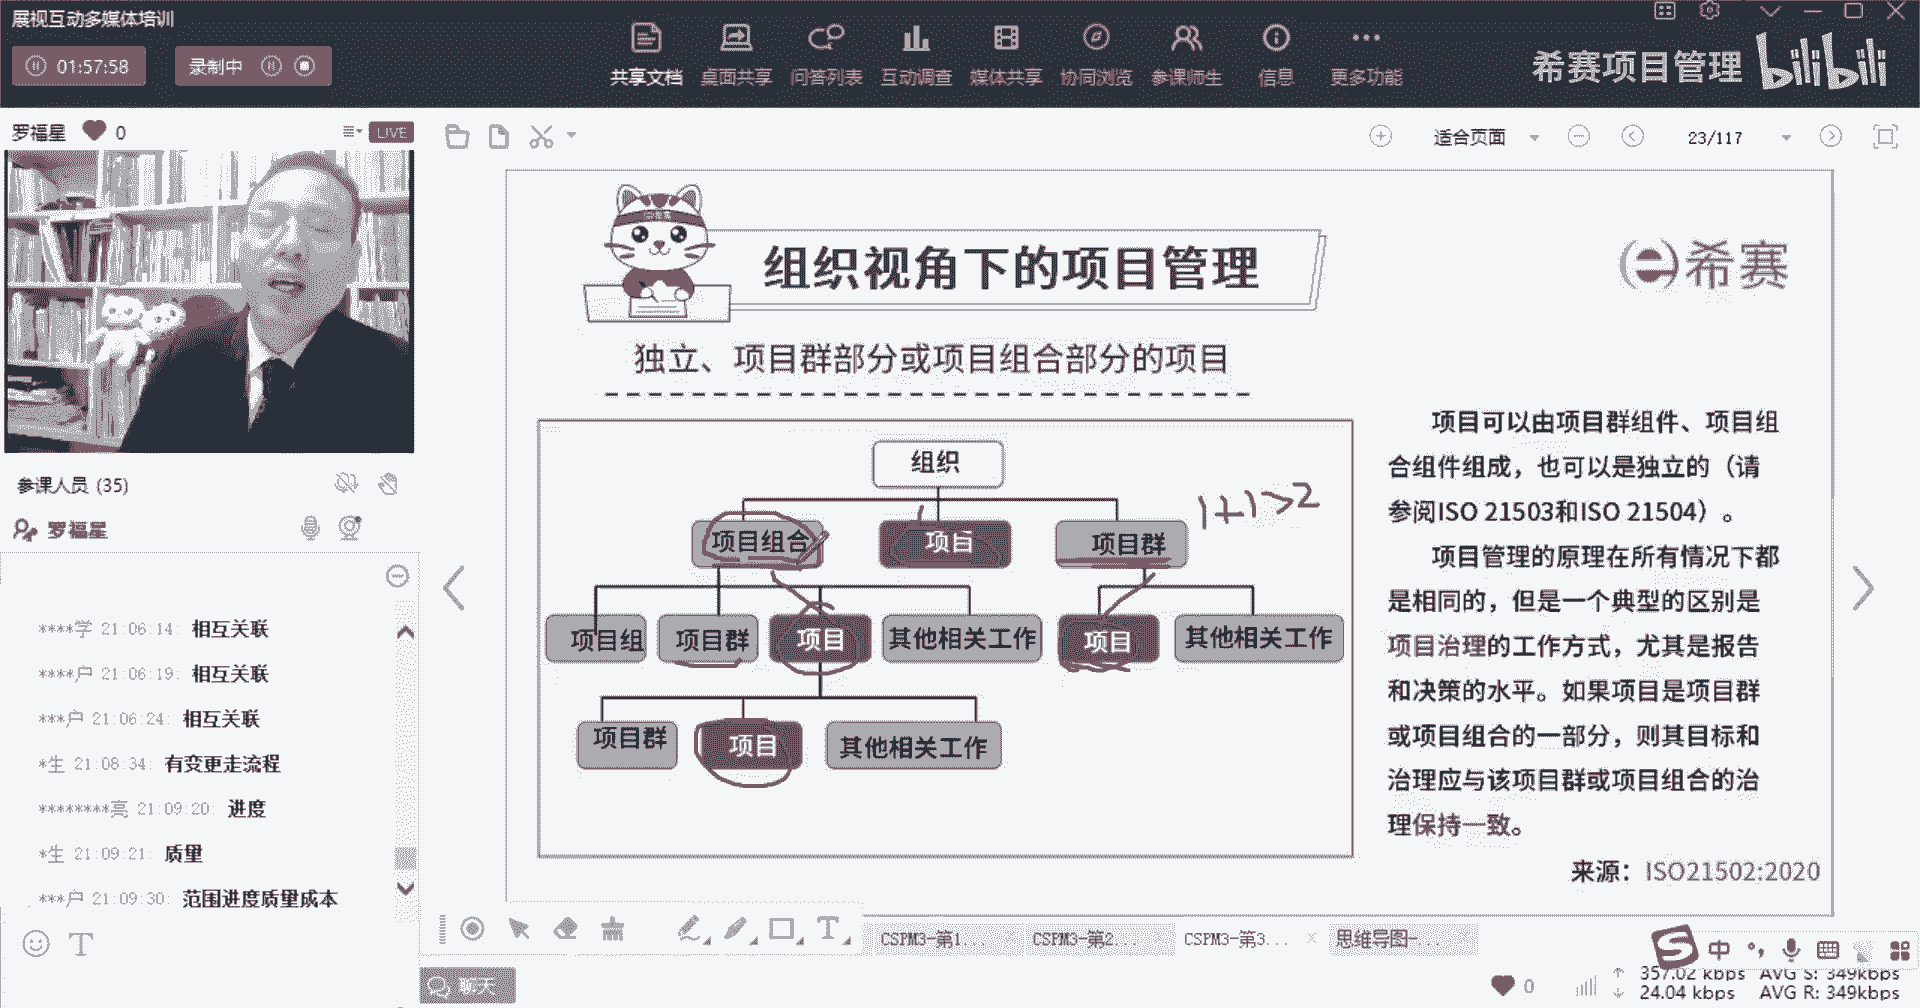 展视互动多媒体培训
01:57:58
录制中
共享文档 桌面共享 问答列表 互动调查 媒体共享 协同浏览 参课师生 信息 更多功能
希赛项目管理 bilibili
罗福星 0
LIVE
适合页面
23/117
参课人员 (35)
罗福星
****学 21:06:14: 相互关联
****户 21:06:19: 相互关联
***户 21:06:24: 相互关联
*生 21:08:34: 有变更走流程
********亮 21:09:20: 进度
*生 21:09:21: 质量
***户 21:09:30: 范围进度质量成本
聊天
组织视角下的项目管理
希赛
独立、项目群部分或项目组合部分的项目
组织
1+1>2
项目组合 项目 项目群
项目组 项目群 项目 其他相关工作 项目 其他相关工作
项目群 项目 其他相关工作
项目可以由项目群组件、项目组
合组件组成，也可以是独立的（请
参阅ISO 21503和ISO 21504）。
项目管理的原理在所有情况下都
是相同的，但是一个典型的区别是
项目治理的工作方式，尤其是报告
和决策的水平。如果项目是项目群
或项目组合的一部分，则其目标和
治理应与该项目群或项目组合的治
理保持一致。
来源：ISO21502:2020
CSPM3-第1... CSPM3-第2... CSPM3-第3... 思维导图-...
中
357.02 kbps AVG S: 349kbps
24.04 kbps AVG R: 349kbps
0